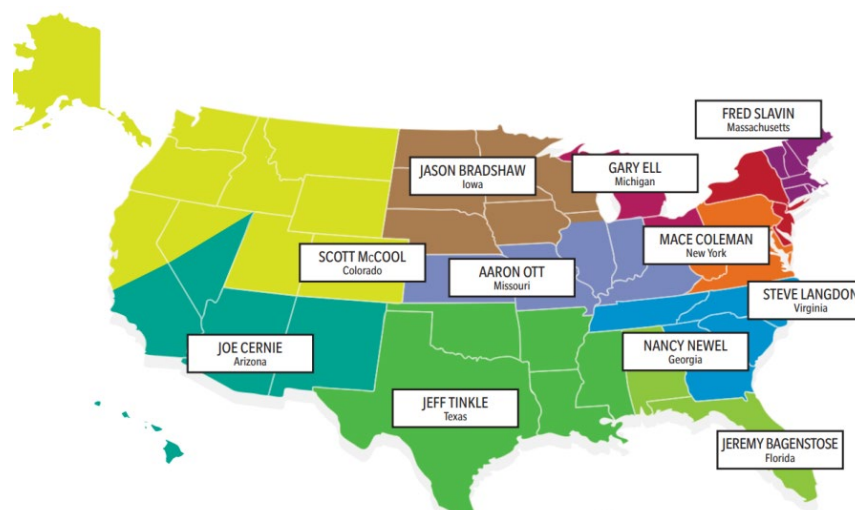 FRED SLAVIN
Massachusetts
JASON BRADSHAW
Iowa
GARY ELL
Michigan
MACE COLEMAN
New York
SCOTT McCOOL
Colorado
AARON OTT
Missouri
STEVE LANGDON
Virginia
JOE CERNIE
Arizona
NANCY NEWEL
Georgia
JEFF TINKLE
Texas
JEREMY BAGENSTOSE
Florida